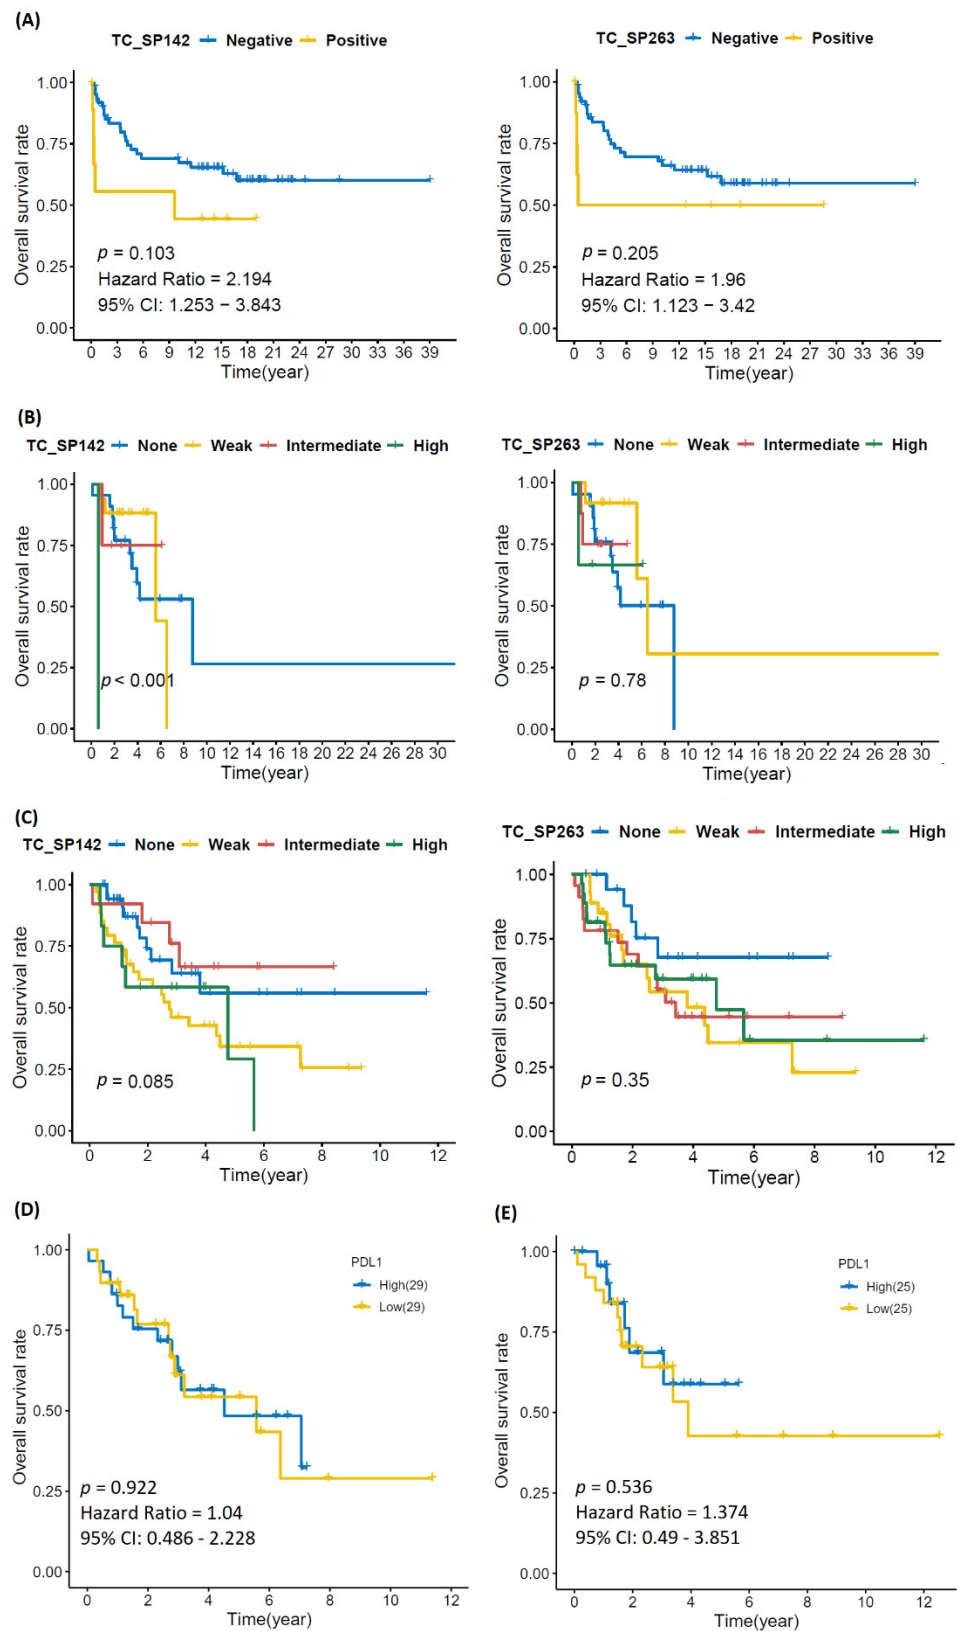 (A)
TC_SP142 Negative Positive
Overall survival rate
1.00
0.75
0.50
0.25
0.00
p = 0.103
Hazard Ratio = 2.194
95% CI: 1.253 − 3.843
0 3 6 9 12 15 18 21 24 27 30 33 36 39
Time(year)
TC_SP263 Negative Positive
Overall survival rate
1.00
0.75
0.50
0.25
0.00
p = 0.205
Hazard Ratio = 1.96
95% CI: 1.123 − 3.42
0 3 6 9 12 15 18 21 24 27 30 33 36 39
Time(year)
(B)
TC_SP142 None Weak Intermediate High
Overall survival rate
1.00
0.75
0.50
0.25
0.00
p < 0.001
0 2 4 6 8 10 12 14 16 18 20 22 24 26 28 30
Time(year)
TC_SP263 None Weak Intermediate High
Overall survival rate
1.00
0.75
0.50
0.25
0.00
p = 0.78
0 2 4 6 8 10 12 14 16 18 20 22 24 26 28 30
Time(year)
(C)
TC_SP142 None Weak Intermediate High
Overall survival rate
1.00
0.75
0.50
0.25
0.00
p = 0.085
0 2 4 6 8 10 12
Time(year)
TC_SP263 None Weak Intermediate High
Overall survival rate
1.00
0.75
0.50
0.25
0.00
p = 0.35
0 2 4 6 8 10 12
Time(year)
(D)
PDL1
High(29)
Low(29)
Overall survival rate
1.00
0.75
0.50
0.25
0.00
p = 0.922
Hazard Ratio = 1.04
95% CI: 0.486 - 2.228
0 2 4 6 8 10 12
Time(year)
(E)
PDL1
High(25)
Low(25)
Overall survival rate
1.00
0.75
0.50
0.25
0.00
p = 0.536
Hazard Ratio = 1.374
95% CI: 0.49 - 3.851
0 2 4 6 8 10 12
Time(year)